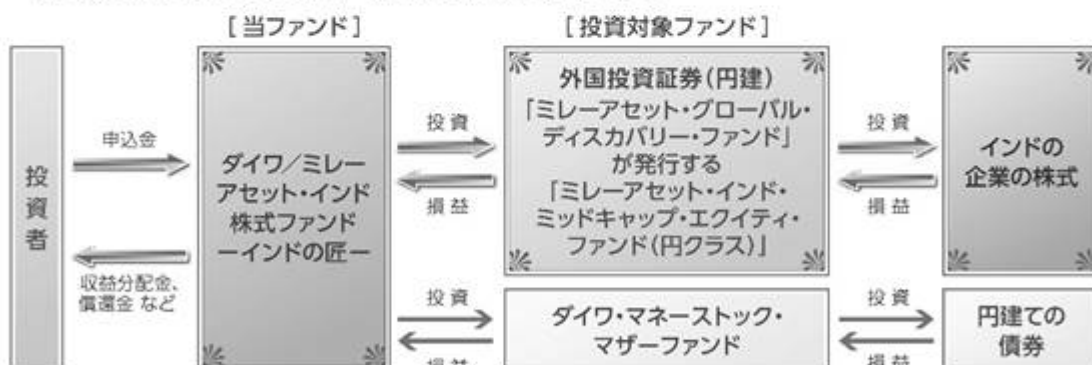 [当ファンド]
[投資対象ファンド]
投資者
申込金
収益分配金、
償還金 など
ダイワ/ミレー
アセット・インド
株式ファンド
ーインドの匠ー
投資
損益
外国投資証券(円建)
「ミレーアセット・グローバル・
ディスカバリー・ファンド」
が発行する
「ミレーアセット・インド・
ミッドキャップ・エクイティ・
ファンド(円クラス)」
投資
損益
インドの
企業の株式
投資
損益
ダイワ・マネーストック・
マザーファンド
投資
損益
円建ての
債券